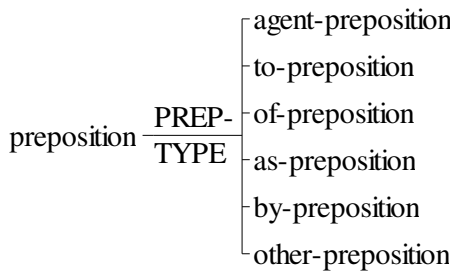 agent-preposition
to-preposition
PREP-
of-preposition
preposition
TYPE
as-preposition
by-preposition
other-preposition